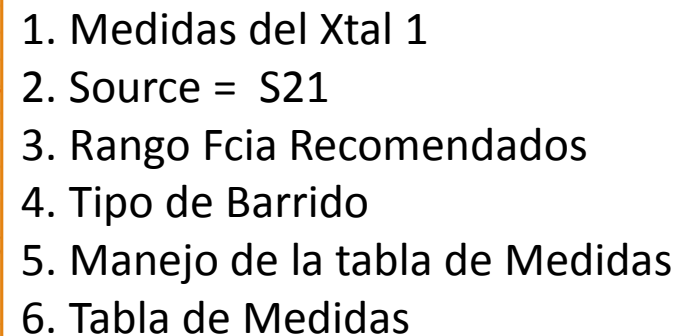 1. Medidas del Xtal 1
2. Source =  S21
3. Rango Fcia Recomendados
4. Tipo de Barrido
5. Manejo de la tabla de Medidas
6. Tabla de Medidas